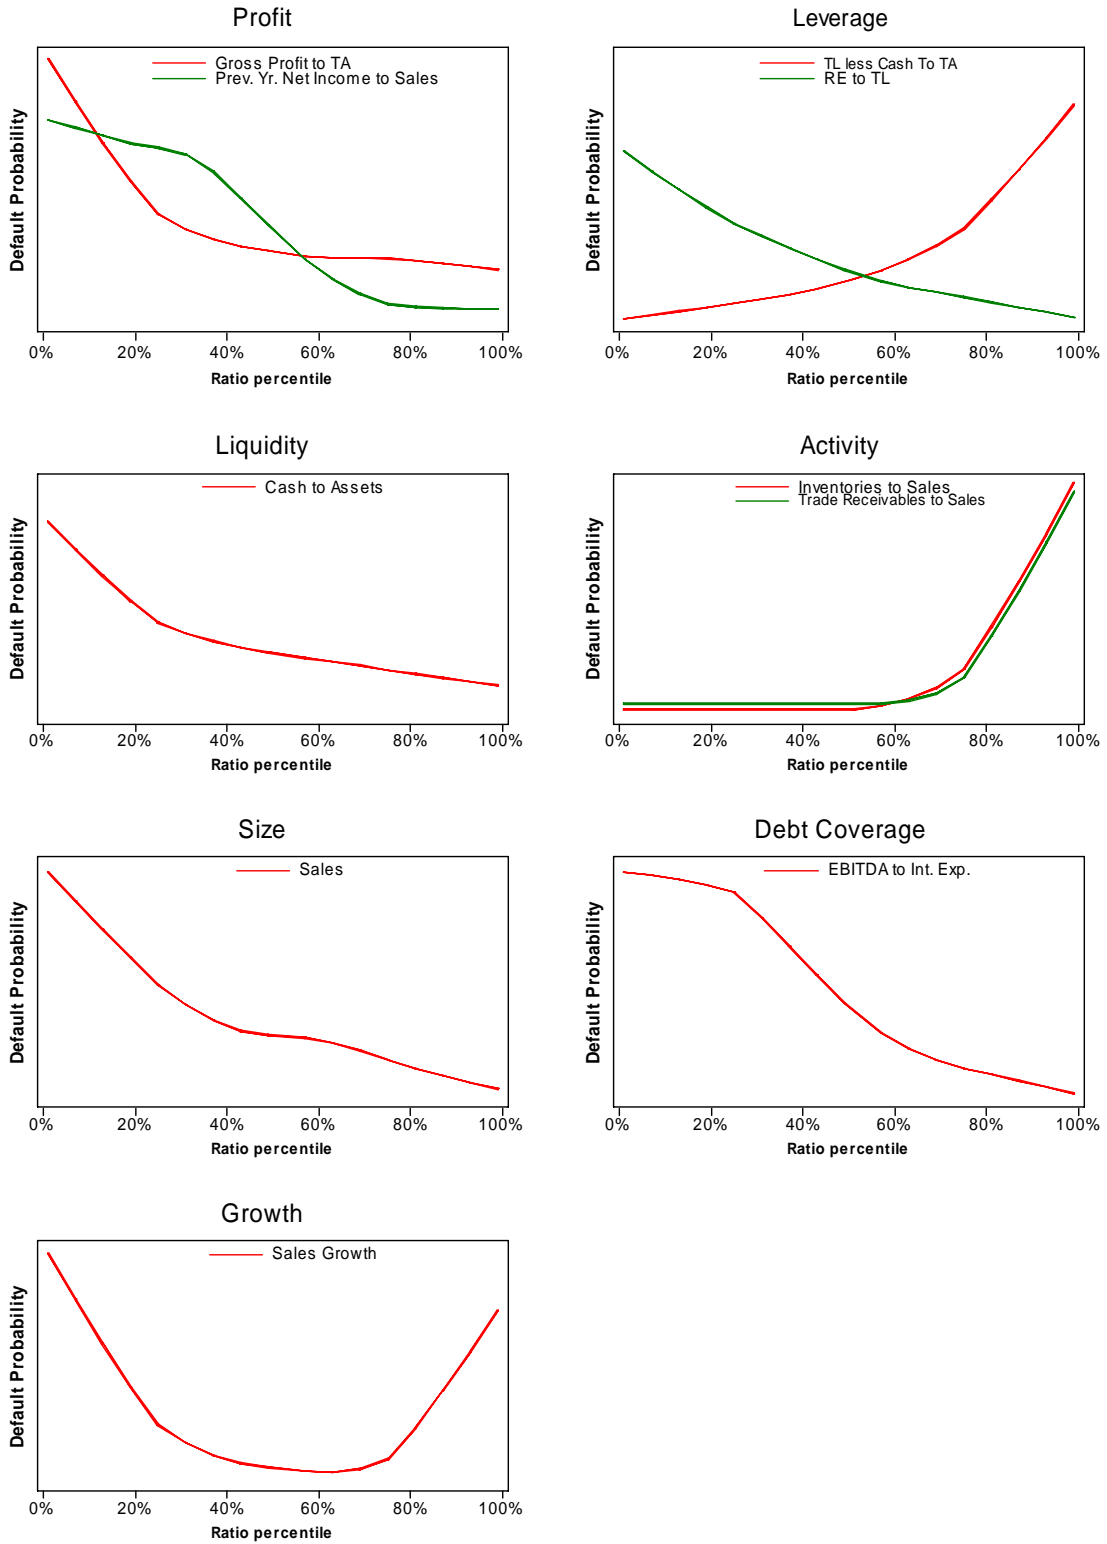 Profit
Gross Profit to TA
Prev. Yr. Net Income to Sales
Default Probability
0% 20% 40% 60% 80% 100%
Ratio percentile
Leverage
TL less Cash To TA
RE to TL
Default Probability
0% 20% 40% 60% 80% 100%
Ratio percentile
Liquidity
Cash to Assets
Default Probability
0% 20% 40% 60% 80% 100%
Ratio percentile
Activity
Inventories to Sales
Trade Receivables to Sales
Default Probability
0% 20% 40% 60% 80% 100%
Ratio percentile
Size
Sales
Default Probability
0% 20% 40% 60% 80% 100%
Ratio percentile
Debt Coverage
EBITDA to Int. Exp.
Default Probability
0% 20% 40% 60% 80% 100%
Ratio percentile
Growth
Sales Growth
Default Probability
0% 20% 40% 60% 80% 100%
Ratio percentile